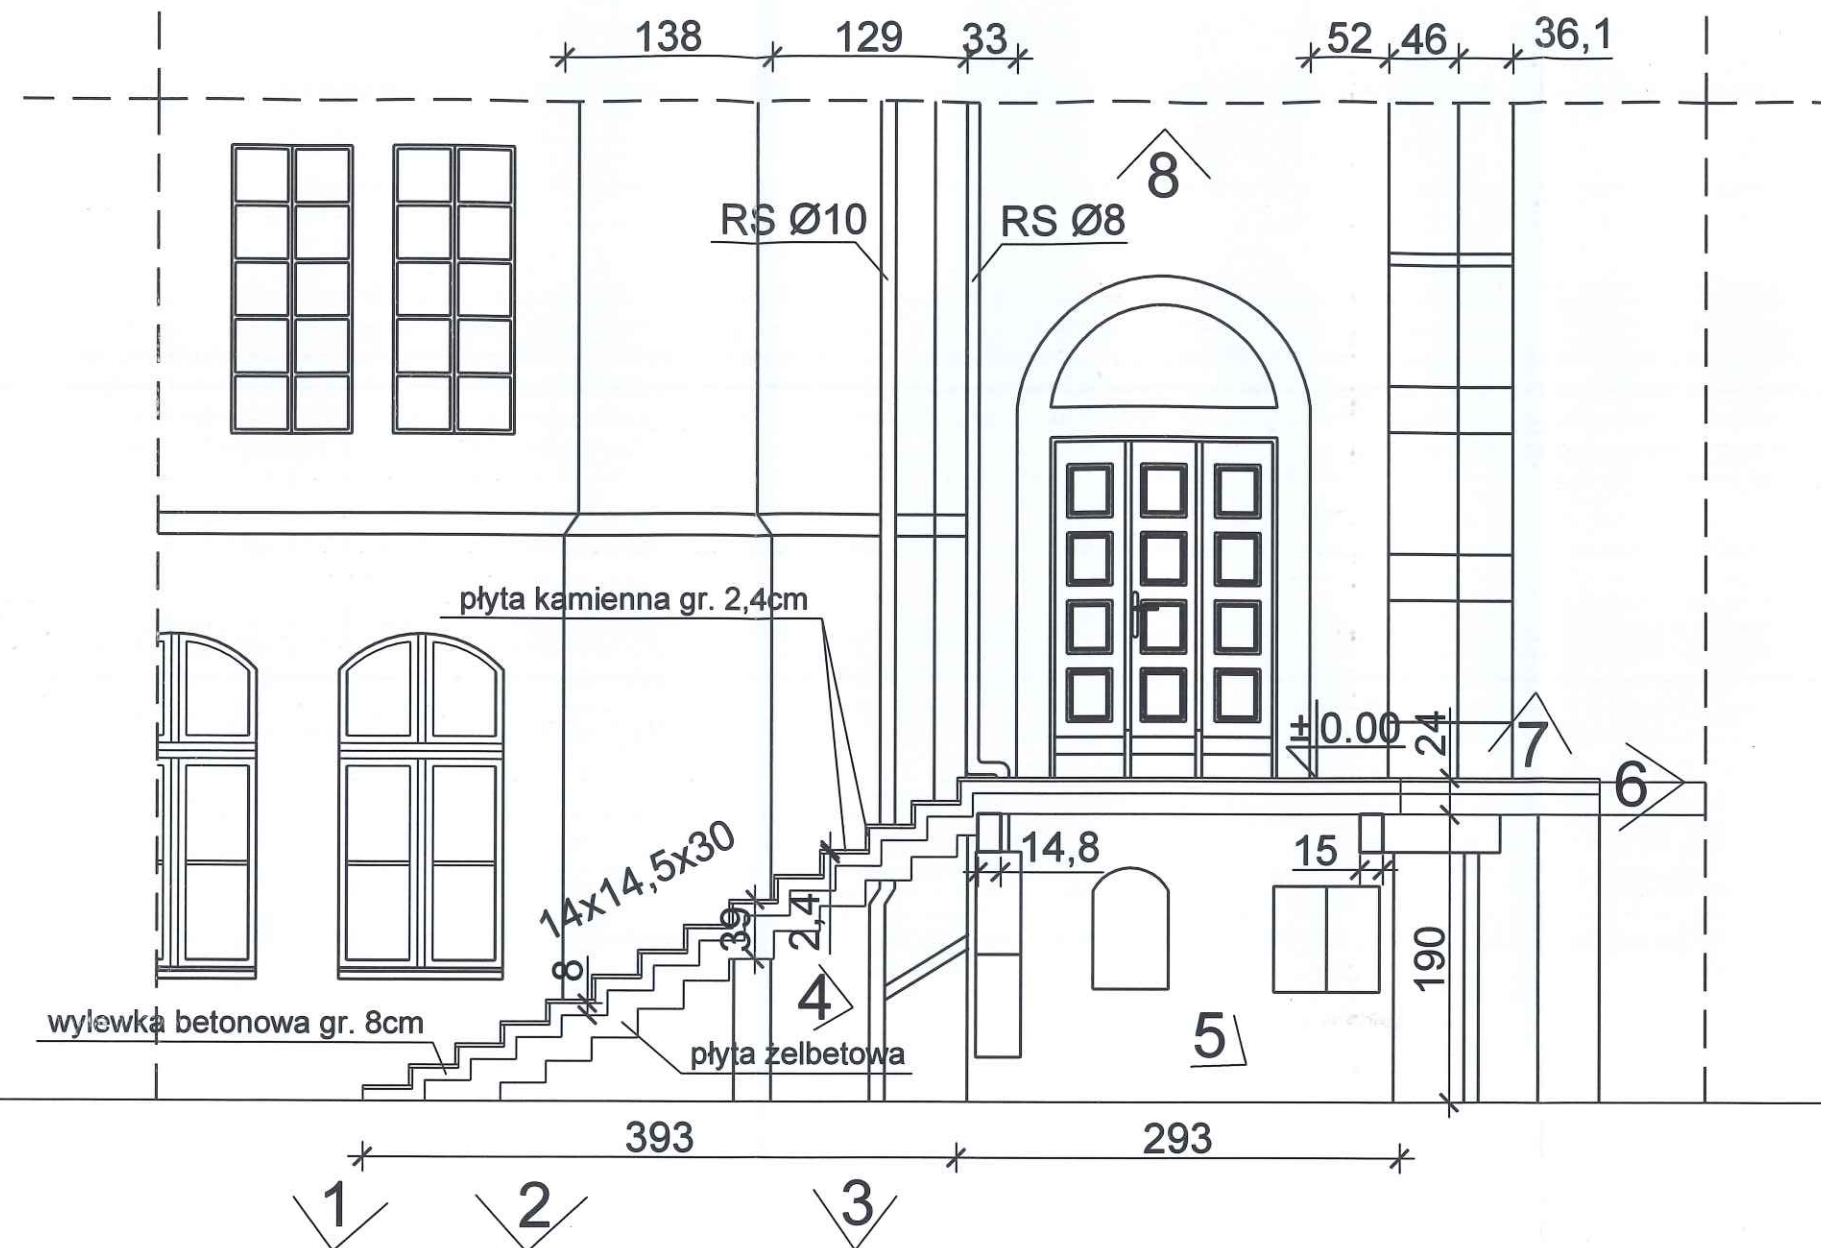 138 129 33 52 46 36,1
8
RS Ø10 RS Ø8
płyta kamienna gr. 2,4cm
±0.00 24 7
6
14x14,5x30 14,8 15
39 2,4
8 190
4
wylewka betonowa gr. 8cm
5
płyta żelbetowa
393 293
1 2 3